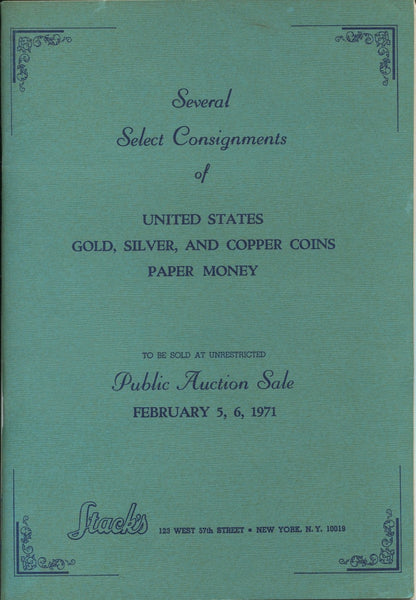 Several
Select Consignments
of
UNITED STATES
GOLD, SILVER, AND COPPER COINS
PAPER MONEY
TO BE SOLD AT UNRESTRICTED
Public Auction Sale
FEBRUARY 5, 6, 1971
Stack's 123 WEST 57th STREET • NEW YORK, N. Y. 10019